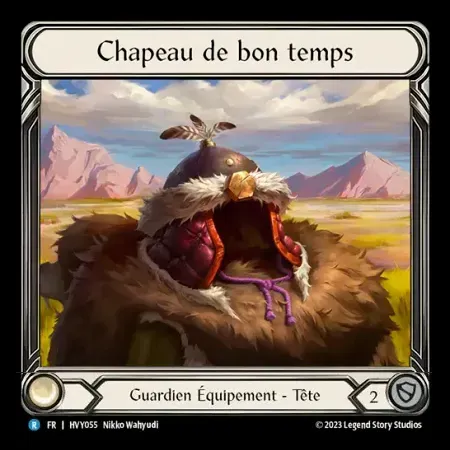 Chapeau de bon temps
Guardien Équipement - Tête
2
R FR | HVY055 Nikko Wahyudi
© 2023 Legend Story Studios